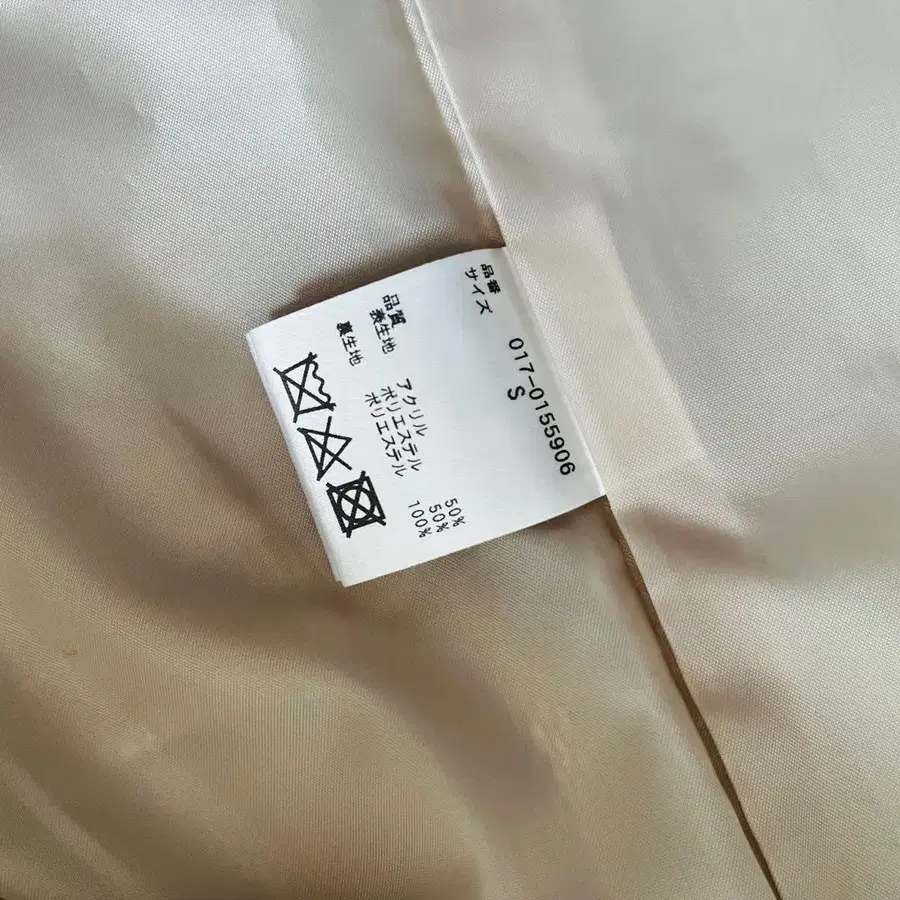 品番 017-0155906
サイズ S
品質
表生地 アクリル 50%
ポリエステル 50%
裏生地 ポリエステル 100%